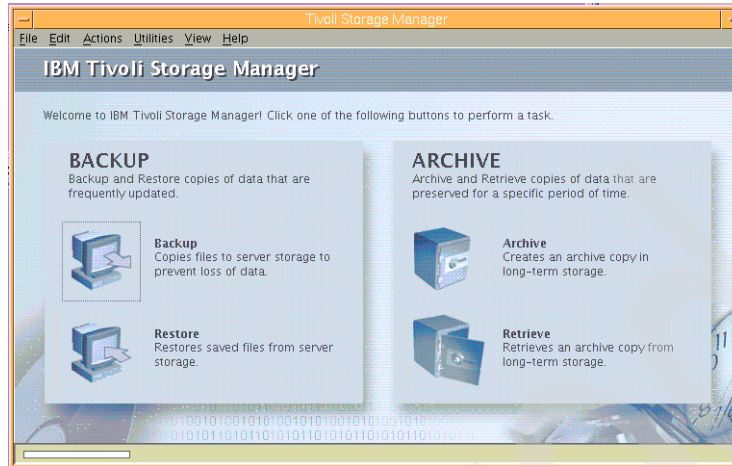 Tivoli Storage Manager
File Edit Actions Utilities View Help
IBM Tivoli Storage Manager
Welcome to IBM Tivoli Storage Manager! Click one of the following buttons to perform a task.
BACKUP
Backup and Restore copies of data that are
frequently updated.
Backup
Copies files to server storage to
prevent loss of data.
Restore
Restores saved files from server
storage.
ARCHIVE
Archive and Retrieve copies of data that are
preserved for a specific period of time.
Archive
Creates an archive copy in
long-term storage.
Retrieve
Retrieves an archive copy from
long-term storage.